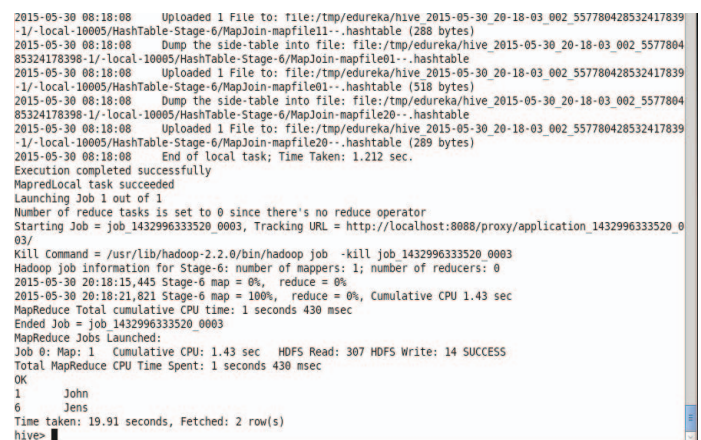 2015-05-30 08:18:08     Uploaded 1 File to: file:/tmp/edureka/hive_2015-05-30_20-18-03_002_557780428532417839
-1/-local-10005/HashTable-Stage-6/MapJoin-mapfile11--.hashtable (288 bytes)
2015-05-30 08:18:08     Dump the side-table into file: file:/tmp/edureka/hive_2015-05-30_20-18-03_002_5577804
85324178398-1/-local-10005/HashTable-Stage-6/MapJoin-mapfile01--.hashtable
2015-05-30 08:18:08     Uploaded 1 File to: file:/tmp/edureka/hive_2015-05-30_20-18-03_002_557780428532417839
-1/-local-10005/HashTable-Stage-6/MapJoin-mapfile01--.hashtable (518 bytes)
2015-05-30 08:18:08     Dump the side-table into file: file:/tmp/edureka/hive_2015-05-30_20-18-03_002_5577804
85324178398-1/-local-10005/HashTable-Stage-6/MapJoin-mapfile20--.hashtable
2015-05-30 08:18:08     Uploaded 1 File to: file:/tmp/edureka/hive_2015-05-30_20-18-03_002_557780428532417839
-1/-local-10005/HashTable-Stage-6/MapJoin-mapfile20--.hashtable (289 bytes)
2015-05-30 08:18:08     End of local task; Time Taken: 1.212 sec.
Execution completed successfully
MapredLocal task succeeded
Launching Job 1 out of 1
Number of reduce tasks is set to 0 since there's no reduce operator
Starting Job = job_1432996333520_0003, Tracking URL = http://localhost:8088/proxy/application_1432996333520_0
03/
Kill Command = /usr/lib/hadoop-2.2.0/bin/hadoop job  -kill job_1432996333520_0003
Hadoop job information for Stage-6: number of mappers: 1; number of reducers: 0
2015-05-30 20:18:15,445 Stage-6 map = 0%,  reduce = 0%
2015-05-30 20:18:21,821 Stage-6 map = 100%,  reduce = 0%, Cumulative CPU 1.43 sec
MapReduce Total cumulative CPU time: 1 seconds 430 msec
Ended Job = job_1432996333520_0003
MapReduce Jobs Launched:
Job 0: Map: 1   Cumulative CPU: 1.43 sec   HDFS Read: 307 HDFS Write: 14 SUCCESS
Total MapReduce CPU Time Spent: 1 seconds 430 msec
OK
1       John
6       Jens
Time taken: 19.91 seconds, Fetched: 2 row(s)
hive>